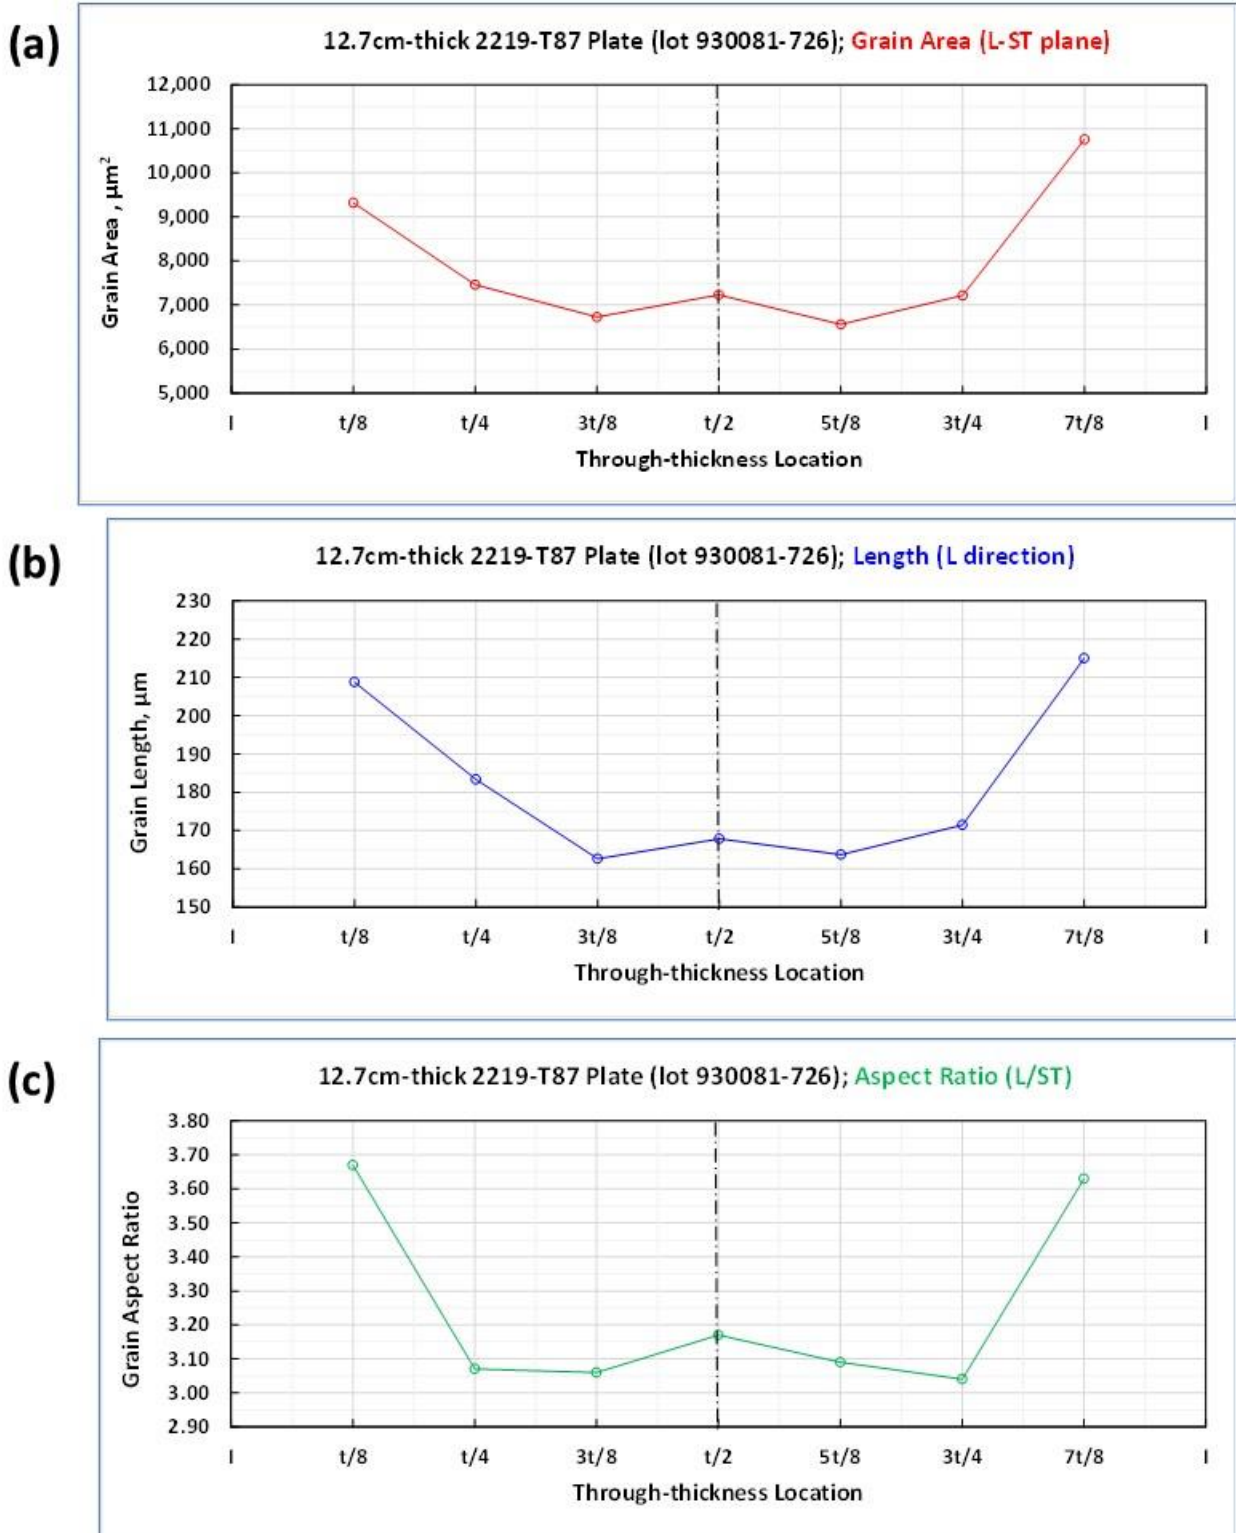 (a)
12.7cm-thick 2219-T87 Plate (lot 930081-726); Grain Area (L-ST plane)
12,000
11,000
10,000
9,000
8,000
7,000
6,000
5,000
Grain Area , µm²
I t/8 t/4 3t/8 t/2 5t/8 3t/4 7t/8 I
Through-thickness Location
(b)
12.7cm-thick 2219-T87 Plate (lot 930081-726); Length (L direction)
230
220
210
200
190
180
170
160
150
Grain Length, µm
I t/8 t/4 3t/8 t/2 5t/8 3t/4 7t/8 I
Through-thickness Location
(c)
12.7cm-thick 2219-T87 Plate (lot 930081-726); Aspect Ratio (L/ST)
3.80
3.70
3.60
3.50
3.40
3.30
3.20
3.10
3.00
2.90
Grain Aspect Ratio
I t/8 t/4 3t/8 t/2 5t/8 3t/4 7t/8 I
Through-thickness Location